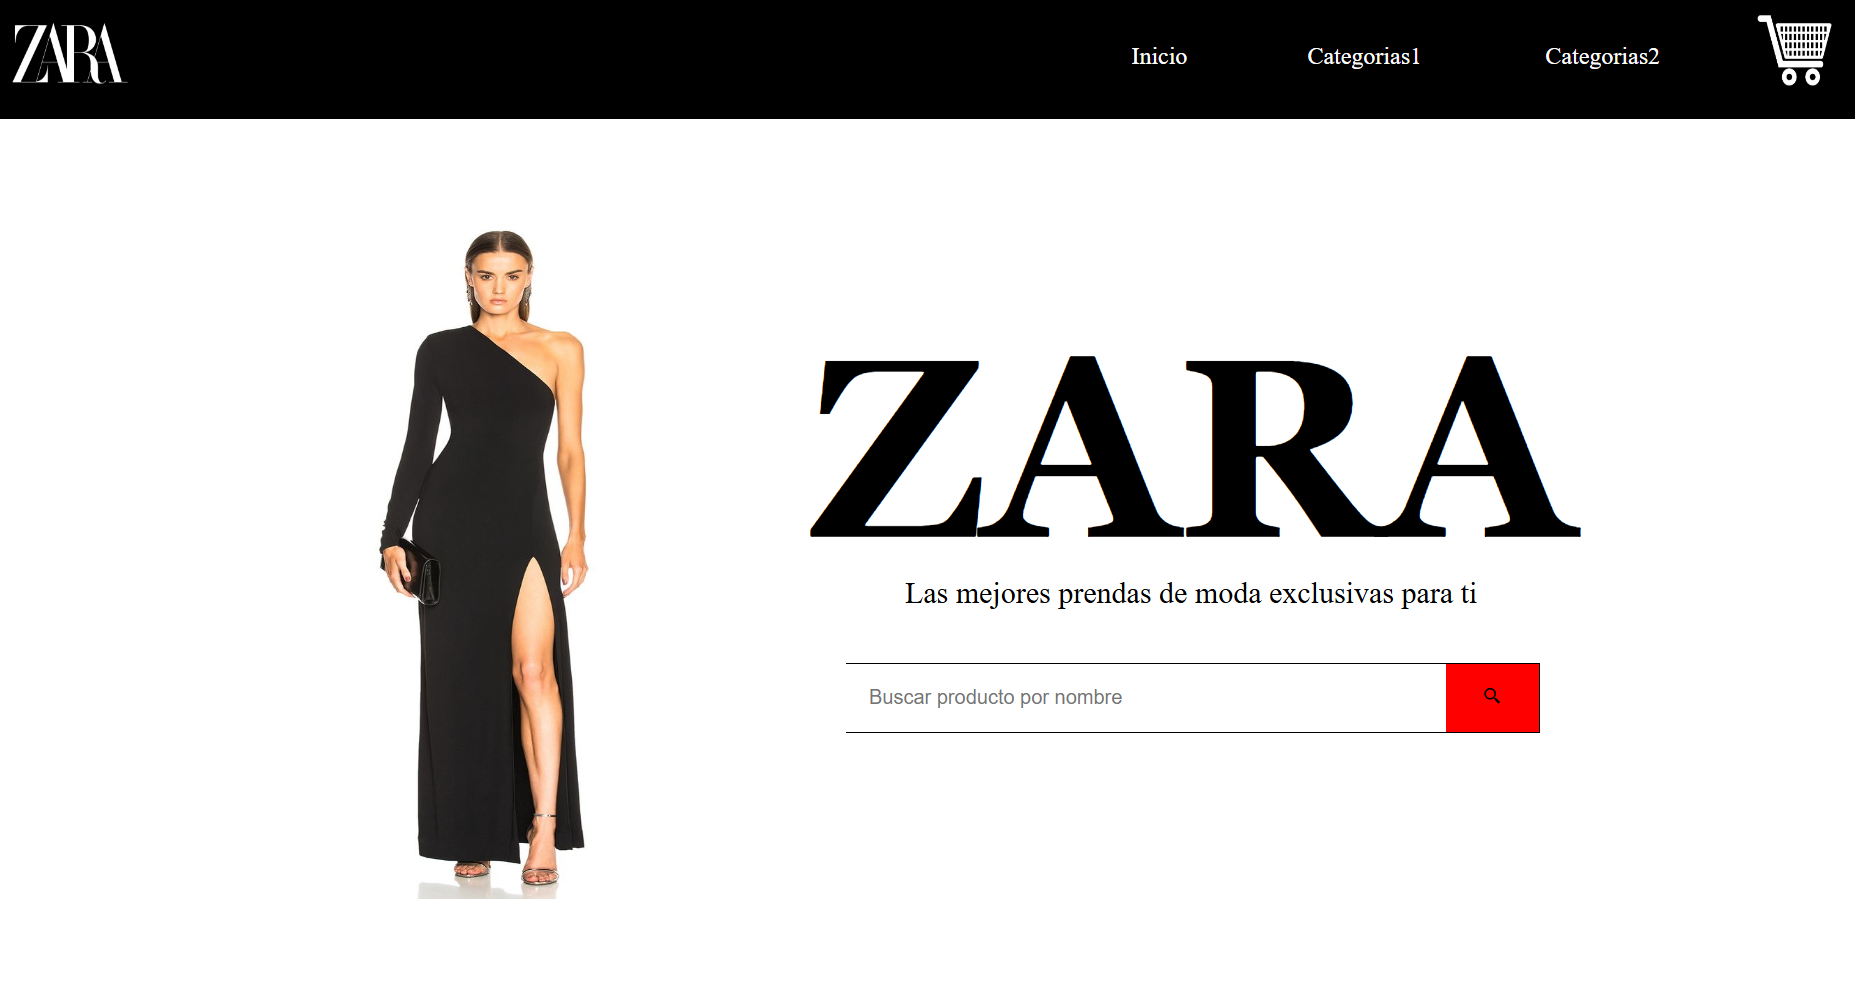 ZARA
Inicio
Categorias1
Categorias2
ZARA
Las mejores prendas de moda exclusivas para ti
Buscar producto por nombre